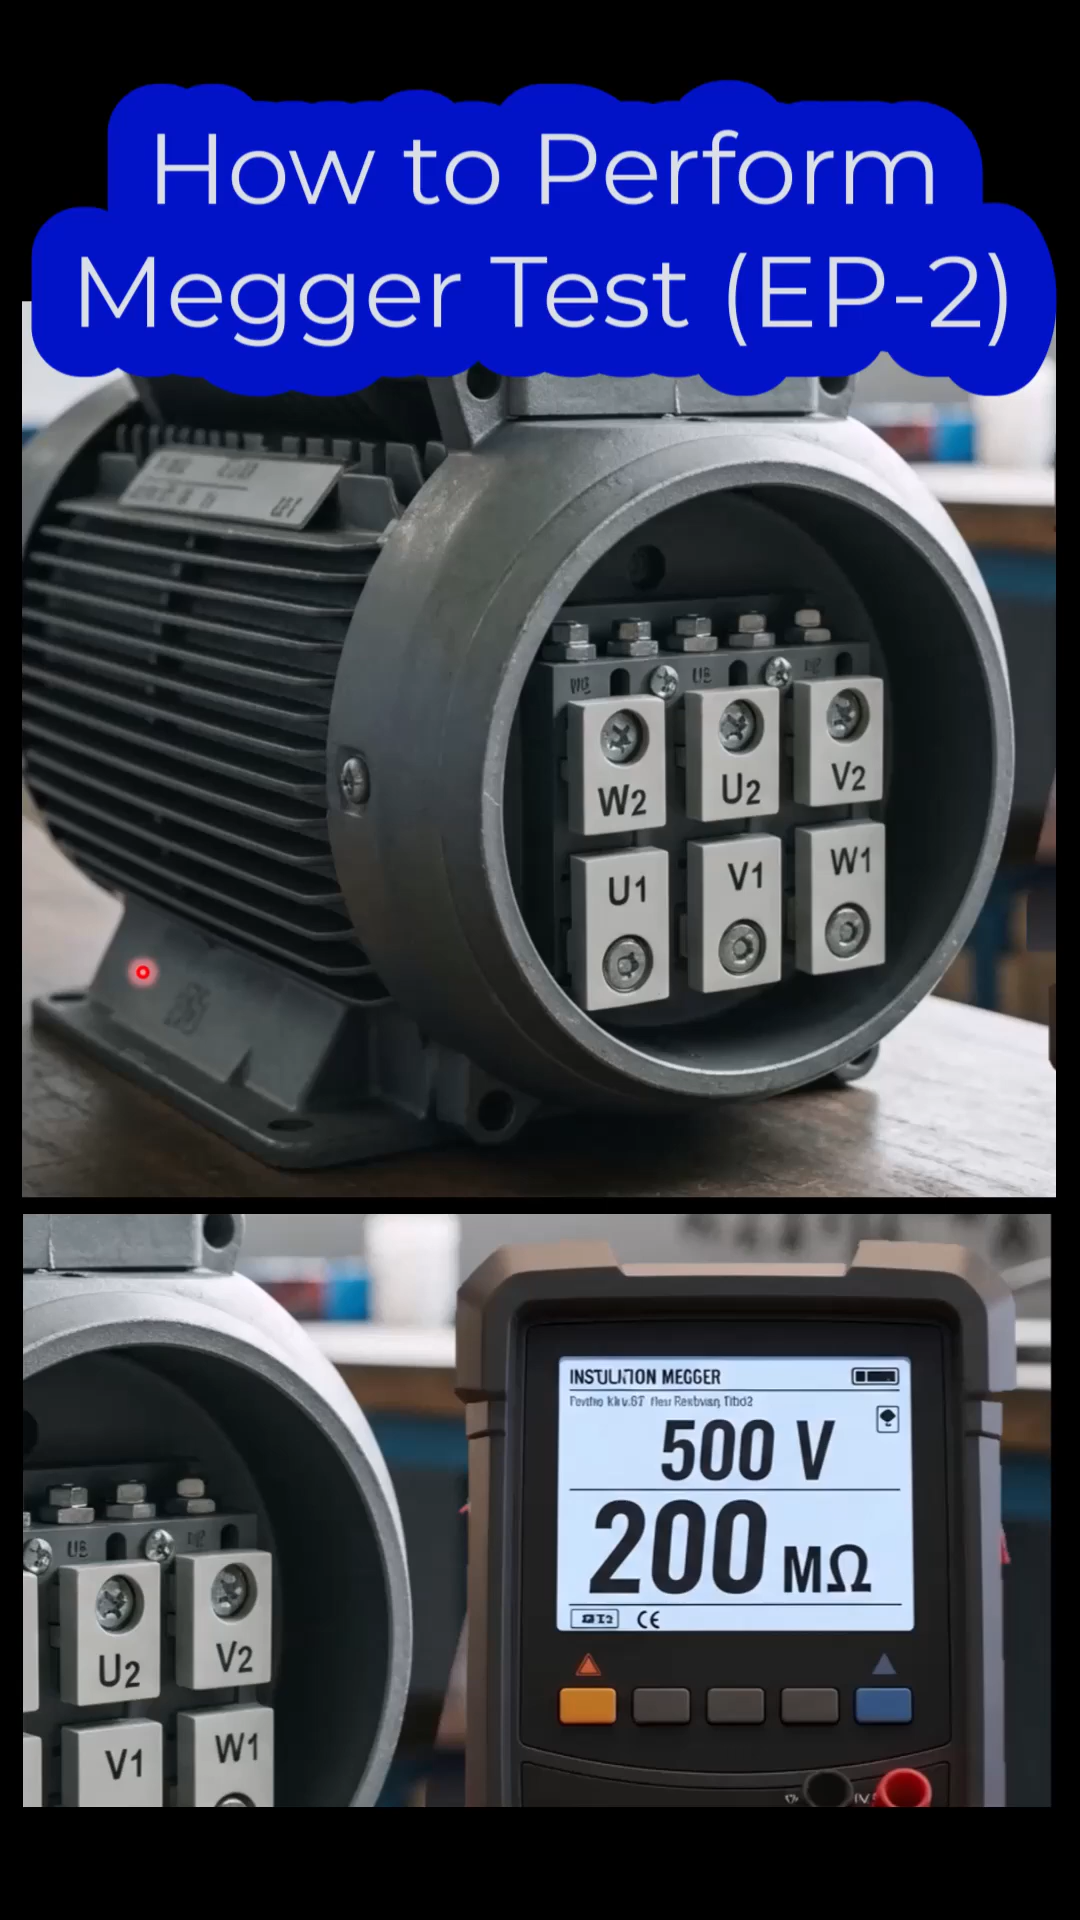 How to Perform
Megger Test (EP-2)
W2
U2
V2
U1
V1
W1
MEGGER
500 V
200 MΩ
CE
U2
V2
V1
W1